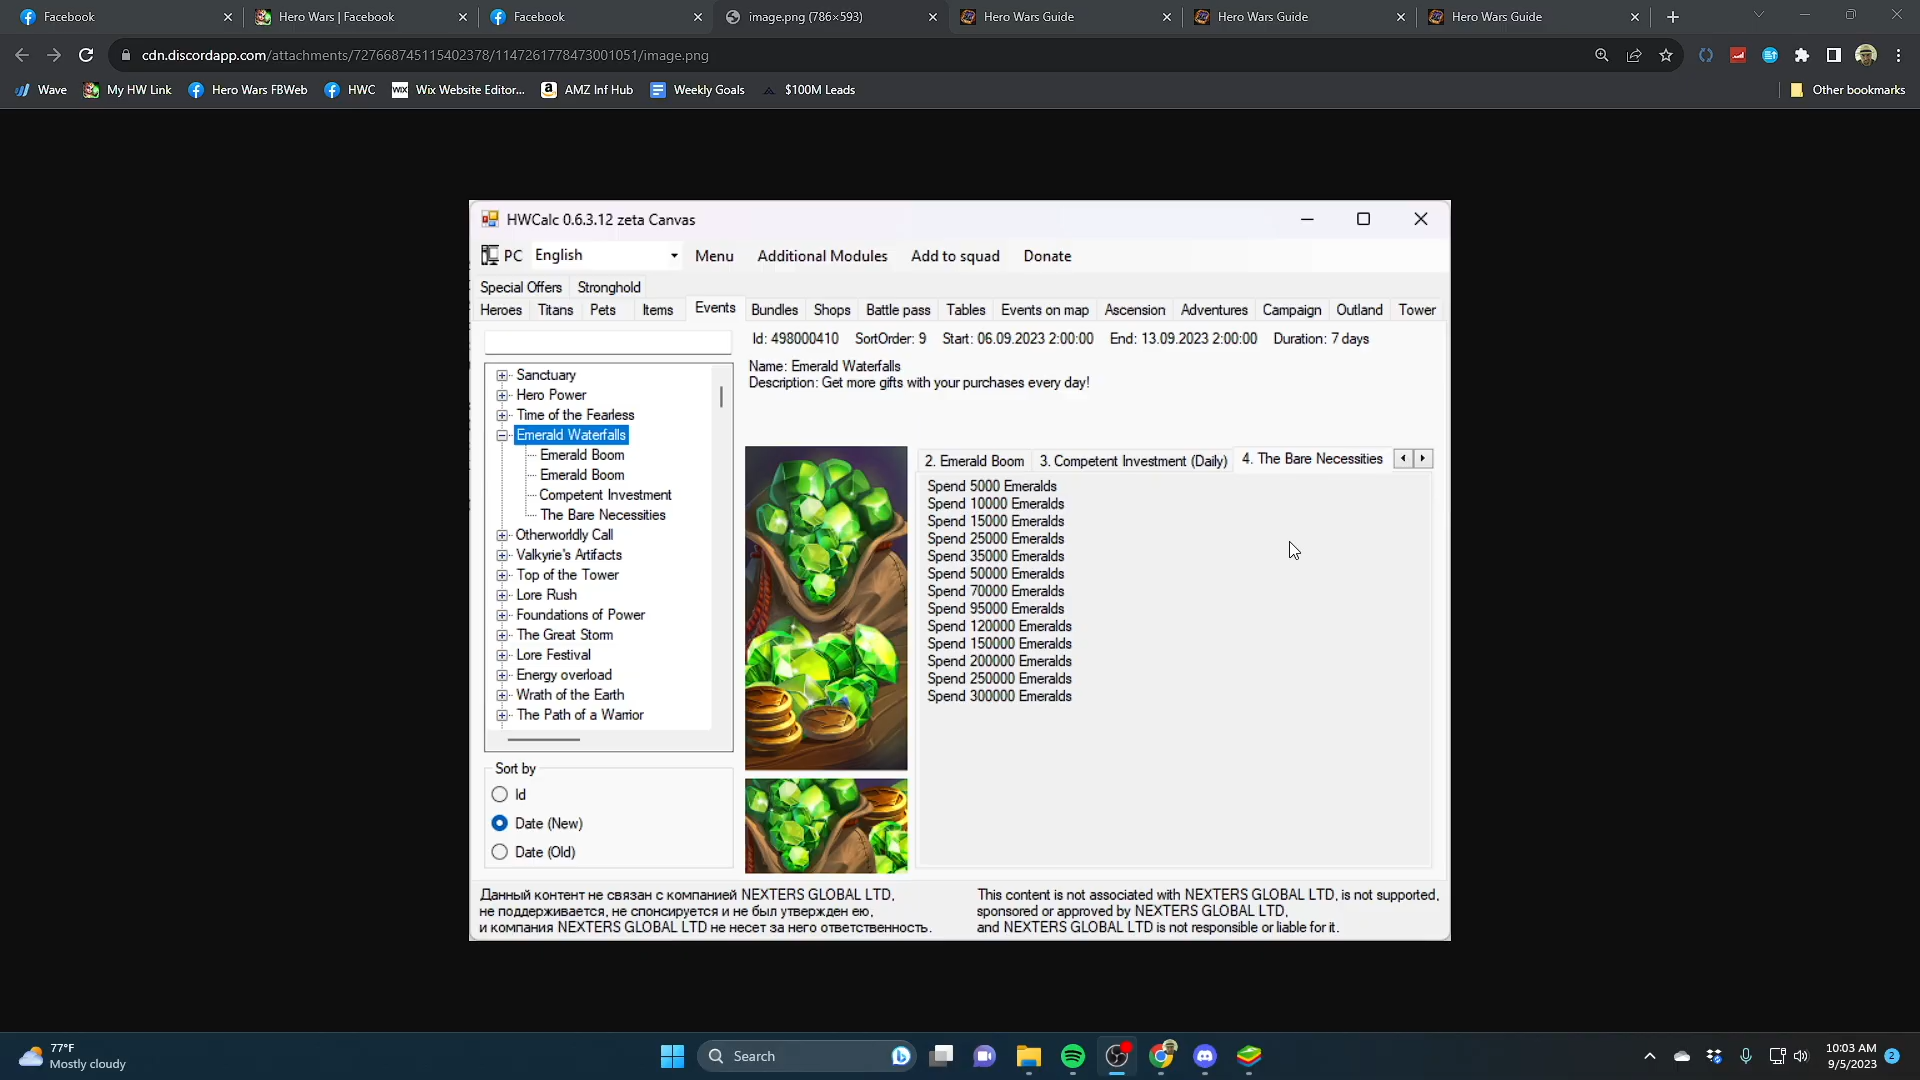 Facebook
Hero Wars | Facebook
Facebook
image.png (786×593)
Hero Wars Guide
Hero Wars Guide
Hero Wars Guide
cdn.discordapp.com/attachments/727668745115402378/1147261778473001051/image.png
Wave
My HW Link
Hero Wars FBWeb
HWC
WIX
Wix Website Editor...
AMZ Inf Hub
Weekly Goals
$100M Leads
Other bookmarks
HWCalc 0.6.3.12 zeta Canvas
PC
English
Menu
Additional Modules
Add to squad
Donate
Special Offers
Stronghold
Heroes
Titans
Pets
Items
Events
Bundles
Shops
Battle pass
Tables
Events on map
Ascension
Adventures
Campaign
Outland
Tower
Id: 498000410 SortOrder: 9 Start: 06.09.2023 2:00:00 End: 13.09.2023 2:00:00 Duration: 7 days
Name: Emerald Waterfalls
Description: Get more gifts with your purchases every day!
Sanctuary
Hero Power
Time of the Fearless
Emerald Waterfalls
Emerald Boom
Emerald Boom
Competent Investment
The Bare Necessities
Otherworldly Call
Valkyrie's Artifacts
Top of the Tower
Lore Rush
Foundations of Power
The Great Storm
Lore Festival
Energy overload
Wrath of the Earth
The Path of a Warrior
2. Emerald Boom
3. Competent Investment (Daily)
4. The Bare Necessities
Spend 5000 Emeralds
Spend 10000 Emeralds
Spend 15000 Emeralds
Spend 25000 Emeralds
Spend 35000 Emeralds
Spend 50000 Emeralds
Spend 70000 Emeralds
Spend 95000 Emeralds
Spend 120000 Emeralds
Spend 150000 Emeralds
Spend 200000 Emeralds
Spend 250000 Emeralds
Spend 300000 Emeralds
Sort by
Id
Date (New)
Date (Old)
Данный контент не связан с компанией NEXTERS GLOBAL LTD,
не поддерживается, не спонсируется и не был утвержден ею,
и компания NEXTERS GLOBAL LTD не несет за него ответственность.
This content is not associated with NEXTERS GLOBAL LTD, is not supported,
sponsored or approved by NEXTERS GLOBAL LTD,
and NEXTERS GLOBAL LTD is not responsible or liable for it.
77°F
Mostly cloudy
Search
10:03 AM
9/5/2023
2